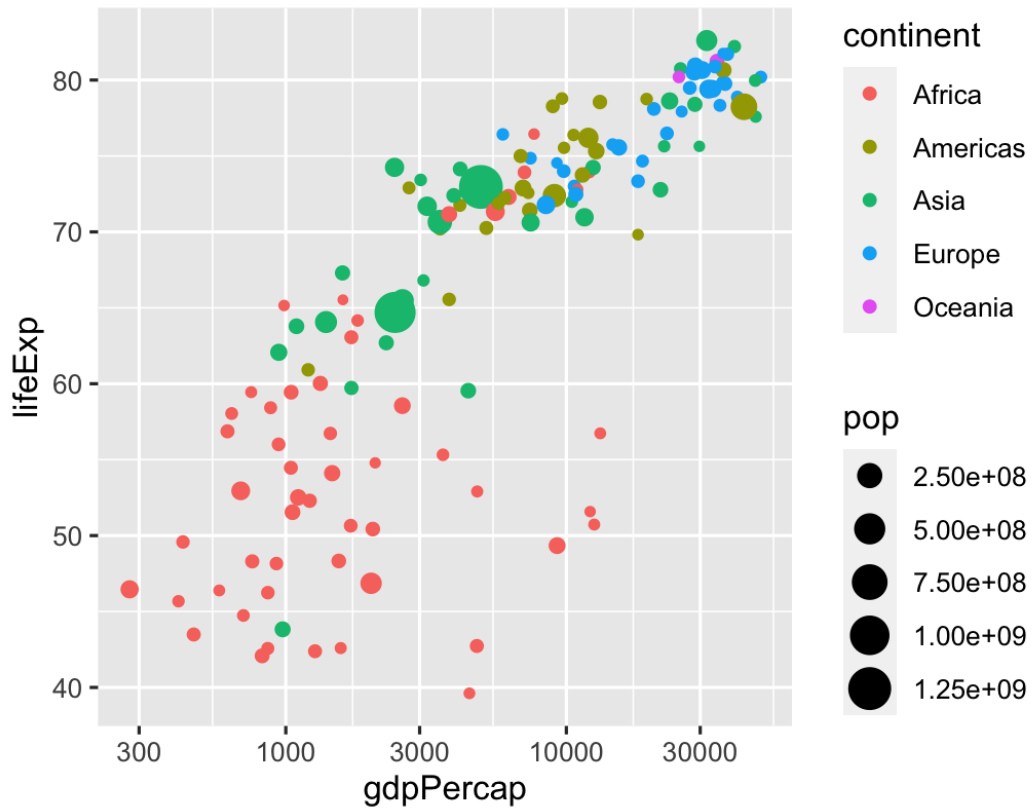 80
70
60
50
40
lifeExp
300
1000
3000
10000
30000
gdpPercap
continent
Africa
Americas
Asia
Europe
Oceania
pop
2.50e+08
5.00e+08
7.50e+08
1.00e+09
1.25e+09